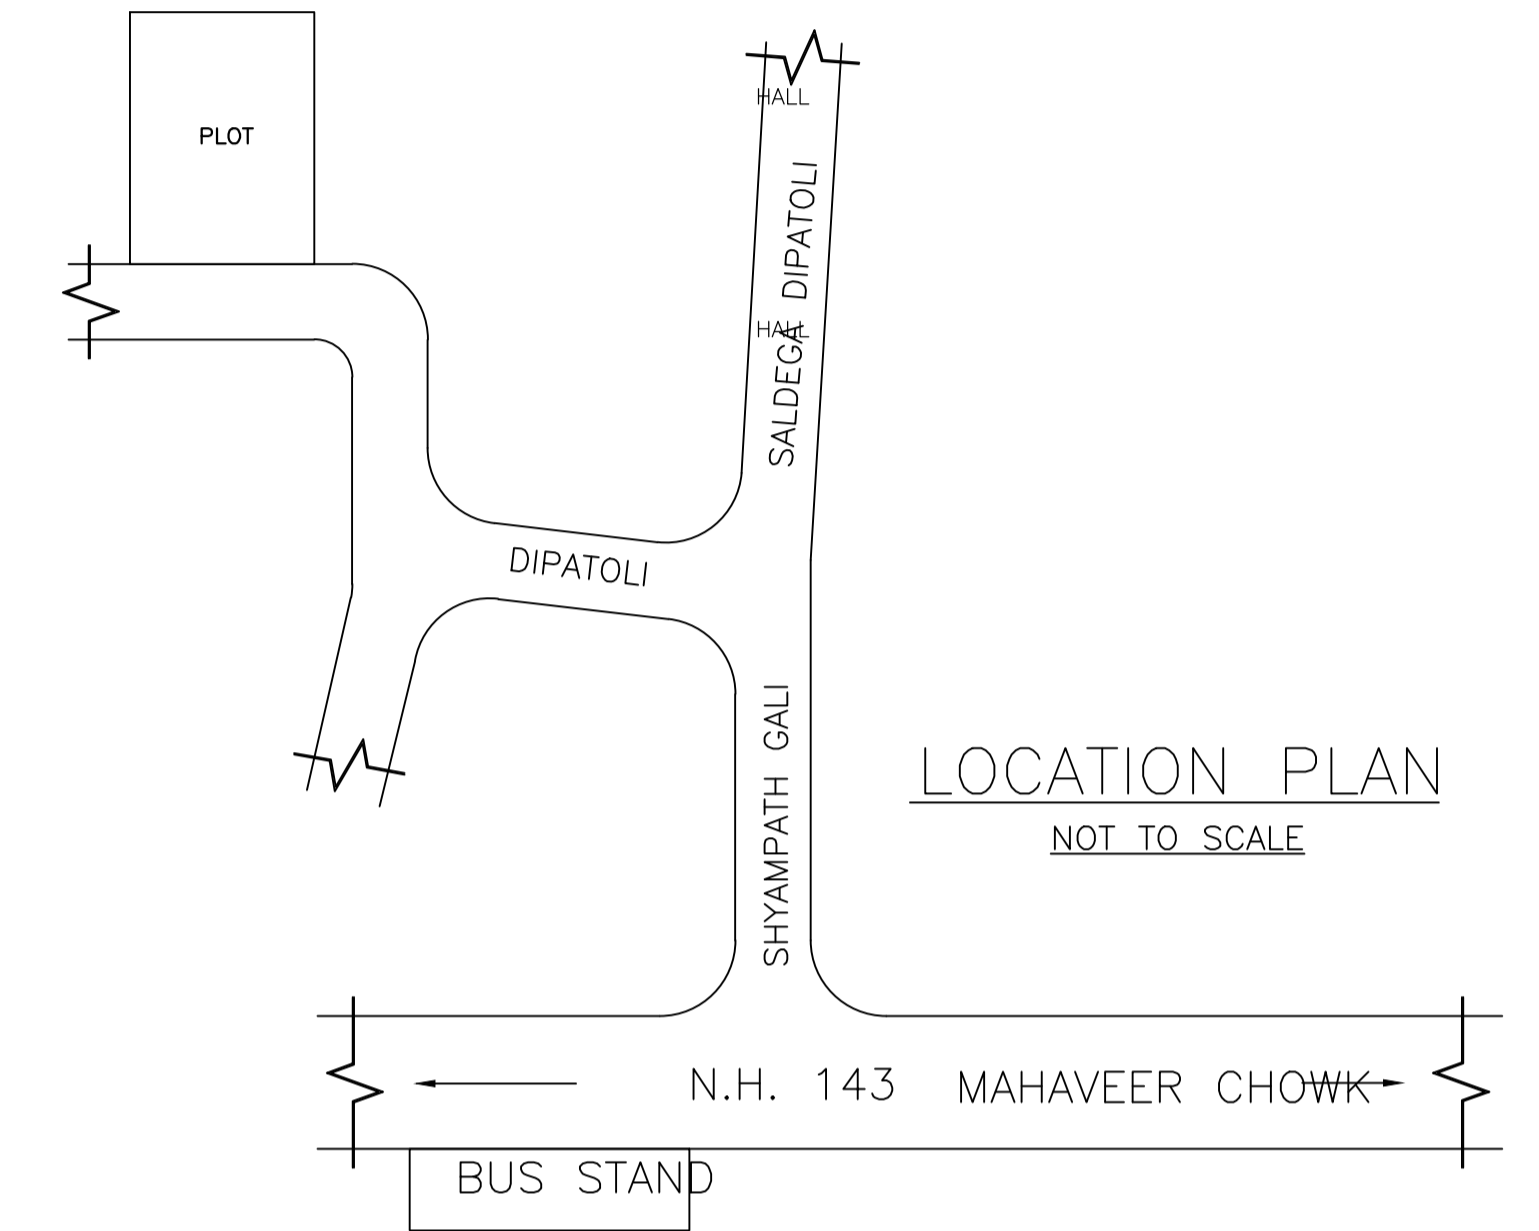 HALL
PLOT
SALDEGA DIPATOLI
HALL
DIPATOLI
SHYAMPATH GALI
LOCATION PLAN
NOT TO SCALE
N.H. 143 MAHAVEER CHOWK
BUS STAND